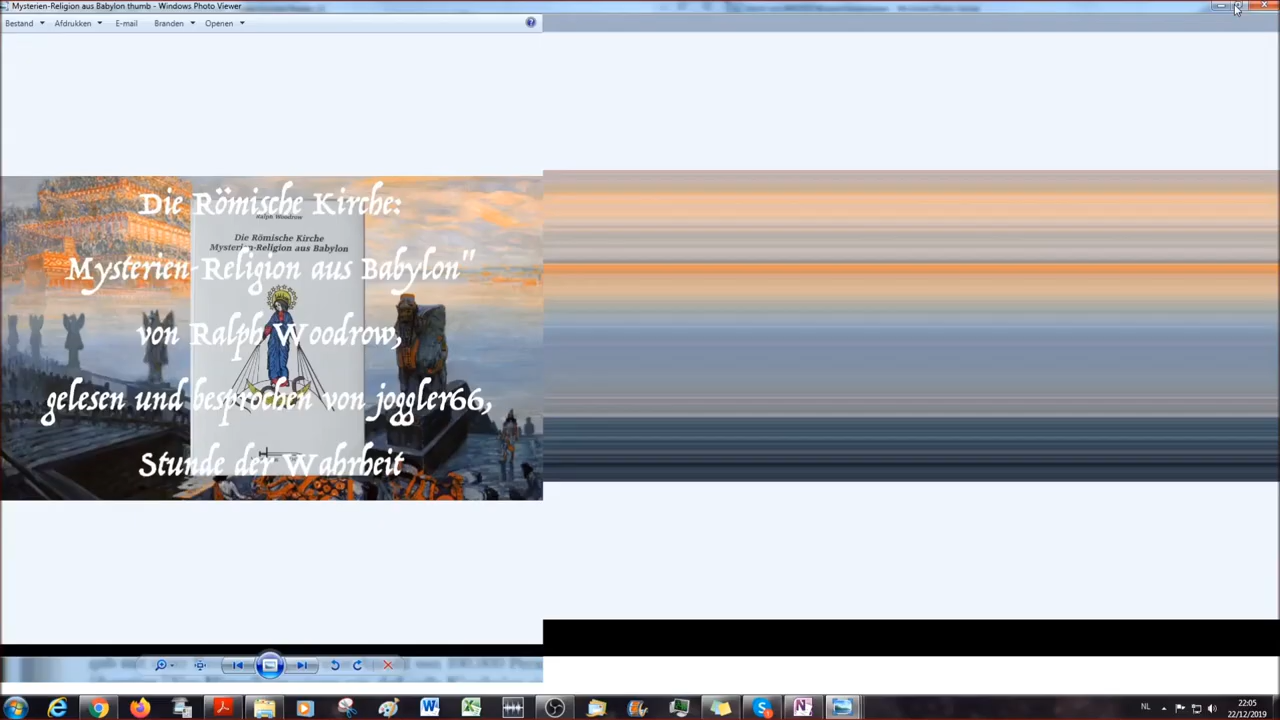 Mysterien-Religion aus Babylon thumb - Windows Photo Viewer
Bestand Afdrukken E-mail Branden Openen
Die Römische Kirche:
Ralph Woodrow
Die Römische Kirche
Mysterien-Religion aus Babylon
Mysterien-Religion aus Babylon"
von Ralph Woodrow,
gelesen und besprochen von joggler66,
Stunde der Wahrheit
NL
22:05
22/12/2019